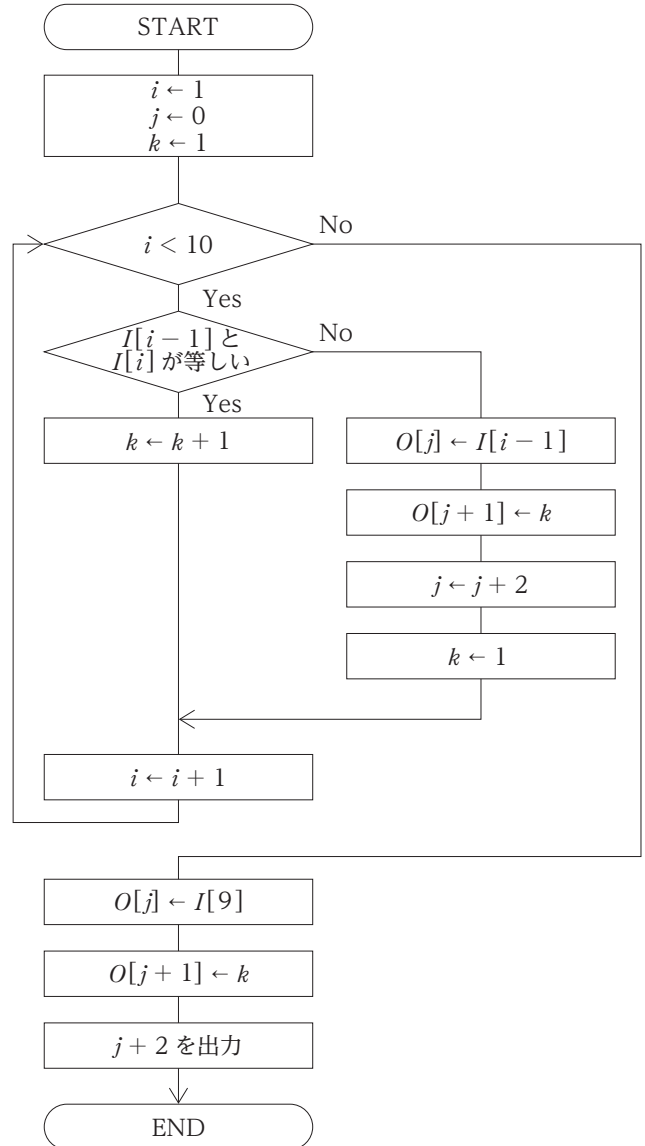 START
i ← 1
j ← 0
k ← 1
i < 10
No
Yes
I[i − 1] と
I[i] が等しい
No
Yes
k ← k + 1
O[j] ← I[i − 1]
O[j + 1] ← k
j ← j + 2
k ← 1
i ← i + 1
O[j] ← I[9]
O[j + 1] ← k
j + 2 を出力
END